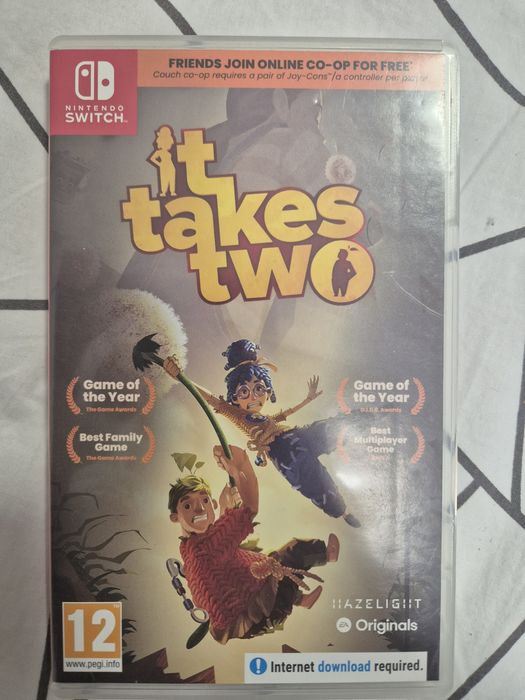 FRIENDS JOIN ONLINE CO-OP FOR FREE*
Couch co-op requires a pair of Joy-Cons™/a controller per player
NINTENDO
SWITCH™
it
takes
two
Game of
the Year
The Game Awards
Game of
the Year
D.I.C.E. Awards
Best Family
Game
The Game Awards
Best
Multiplayer
Game
HAZELIGHT
EA Originals
12
www.pegi.info
! Internet download required.